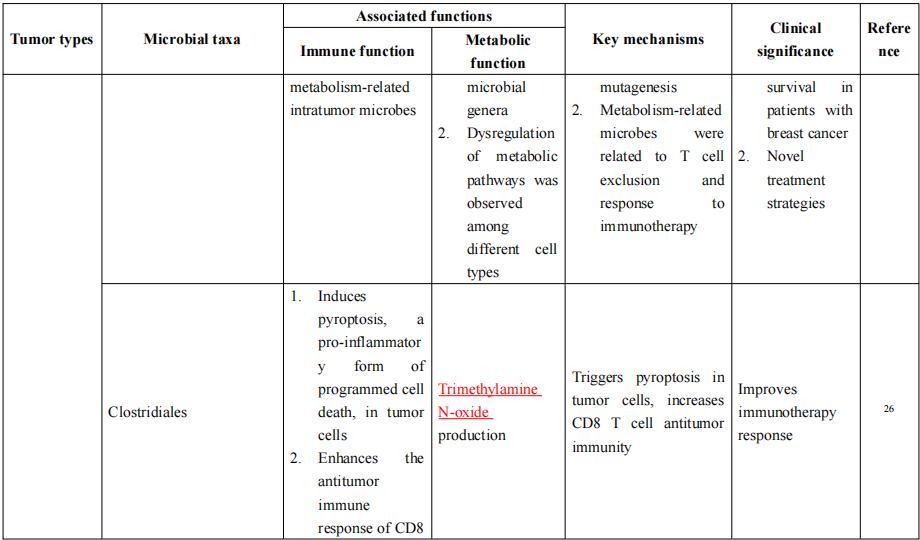 Tumor types
Microbial taxa
Associated functions
Immune function
Metabolic
function
Key mechanisms
Clinical
significance
Refere
nce
metabolism-related
intratumor microbes
microbial
genera
2. Dysregulation
of metabolic
pathways was
observed
among
different cell
types
mutagenesis
2. Metabolism-related
microbes were
related to T cell
exclusion and
response to
immunotherapy
survival in
patients with
breast cancer
2. Novel
treatment
strategies
Clostridiales
1. Induces
pyroptosis, a
pro-inflammator
y form of
programmed cell
death, in tumor
cells
2. Enhances the
antitumor
immune
response of CD8
Trimethylamine
N-oxide
production
Triggers pyroptosis in
tumor cells, increases
CD8 T cell antitumor
immunity
Improves
immunotherapy
response
26